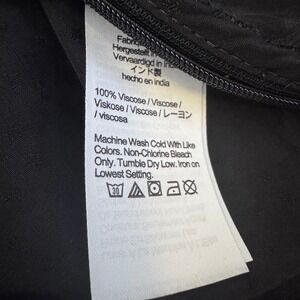 Hergestellt in
Vervaardigd in
インド製
hecho en india
100% Viscose / Viscose /
Viskose / Viscose / レーヨン
/ viscosa
Machine Wash Cold With Like
Colors. Non-Chlorine Bleach
Only. Tumble Dry Low. Iron on
Lowest Setting.
30